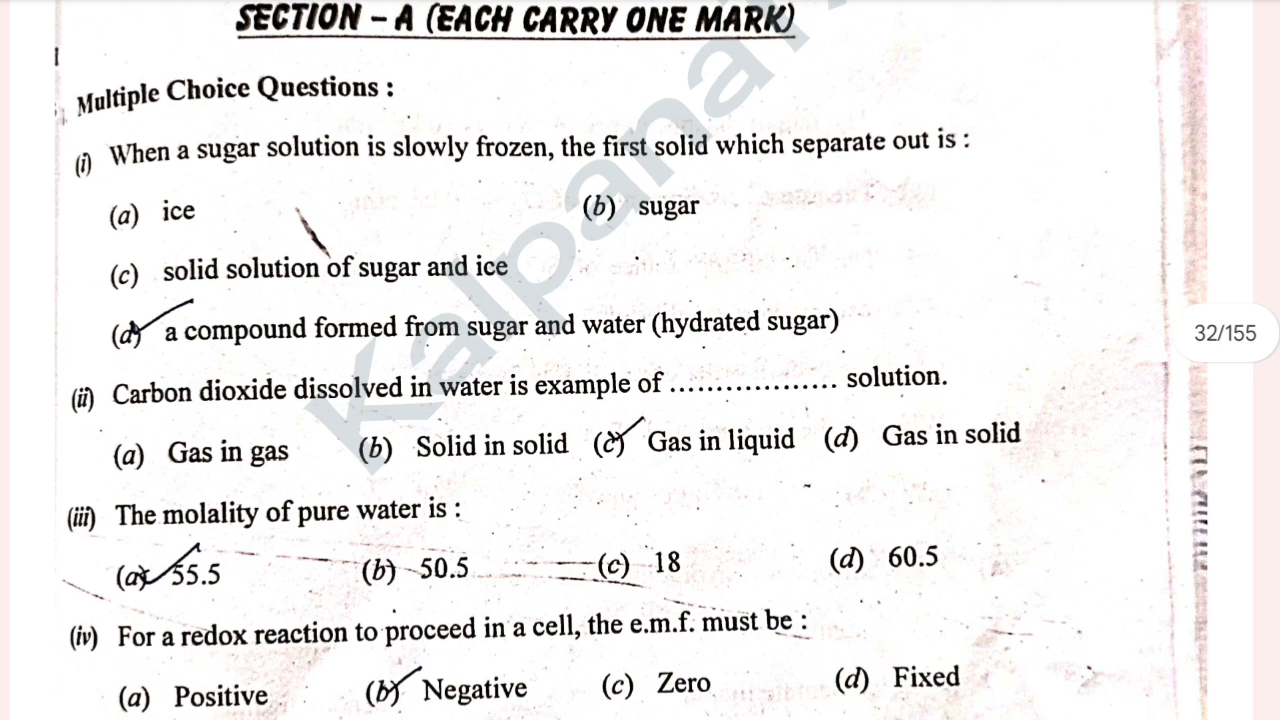 SECTION – A (EACH CARRY ONE MARK)
Multiple Choice Questions :
(i) When a sugar solution is slowly frozen, the first solid which separate out is :
(a) ice (b) sugar
(c) solid solution of sugar and ice
(d) a compound formed from sugar and water (hydrated sugar)
(ii) Carbon dioxide dissolved in water is example of .................. solution.
(a) Gas in gas (b) Solid in solid (c) Gas in liquid (d) Gas in solid
32/155
(iii) The molality of pure water is :
(a) 55.5 (b) 50.5 (c) 18 (d) 60.5
(iv) For a redox reaction to proceed in a cell, the e.m.f. must be :
(a) Positive (b) Negative (c) Zero (d) Fixed
Kalpana